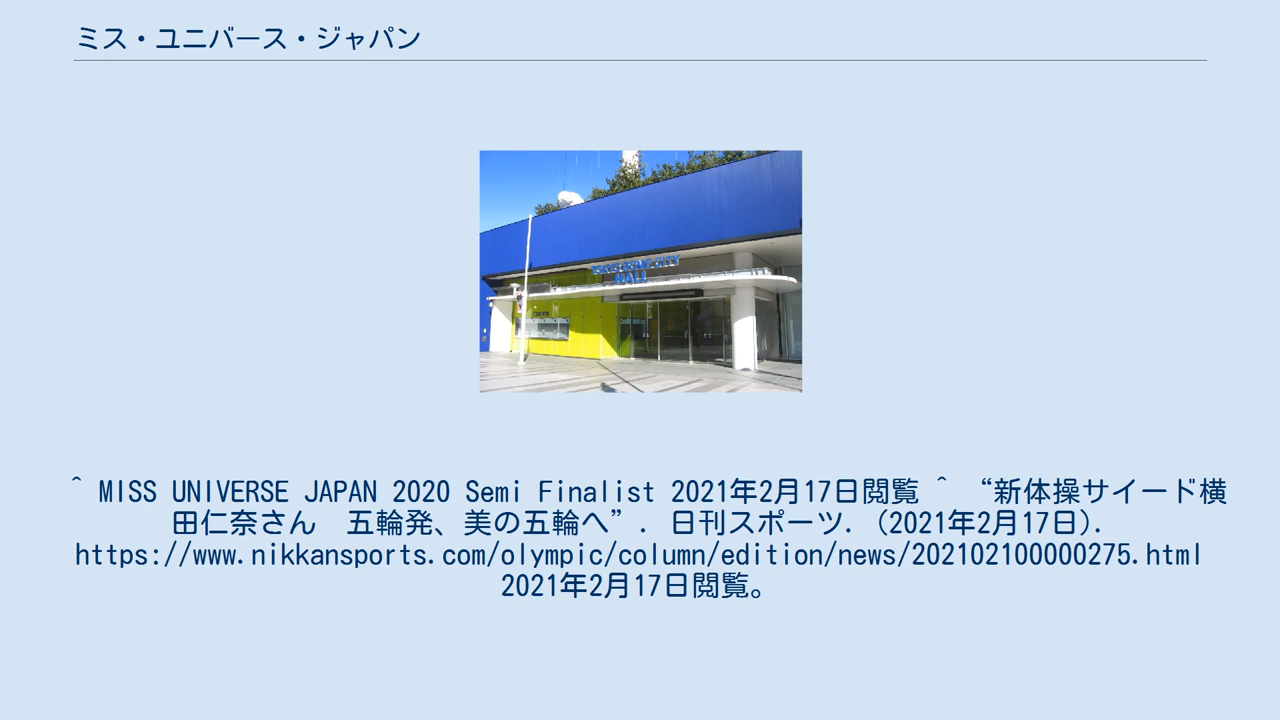 ミス・ユニバース・ジャパン
TOKYO DOME CITY
HALL
^ MISS UNIVERSE JAPAN 2020 Semi Finalist 2021年2月17日閲覧 ^ “新体操サイード横
田仁奈さん　五輪発、美の五輪へ”. 日刊スポーツ. (2021年2月17日).
https://www.nikkansports.com/olympic/column/edition/news/202102100000275.html
2021年2月17日閲覧。